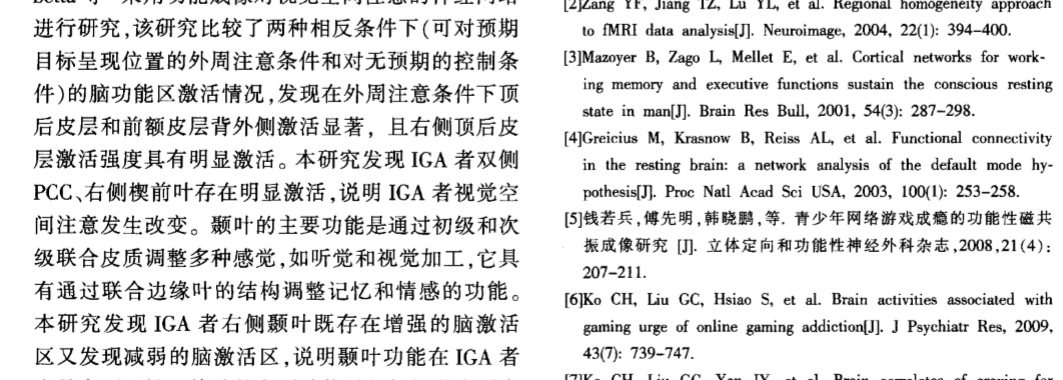 进行研究,该研究比较了两种相反条件下(可对预期
目标呈现位置的外周注意条件和对无预期的控制条
件)的脑功能区激活情况,发现在外周注意条件下顶
后皮层和前额皮层背外侧激活显著, 且右侧顶后皮
层激活强度具有明显激活。本研究发现 IGA 者双侧
PCC、右侧楔前叶存在明显激活,说明 IGA 者视觉空
间注意发生改变。颞叶的主要功能是通过初级和次
级联合皮质调整多种感觉,如听觉和视觉加工,它具
有通过联合边缘叶的结构调整记忆和情感的功能。
本研究发现 IGA 者右侧颞叶既存在增强的脑激活
区又发现减弱的脑激活区,说明颞叶功能在 IGA 者
[2]Zang YF, Jiang TZ, Lu YL, et al. Regional homogeneity approach
to fMRI data analysis[J]. Neuroimage, 2004, 22(1): 394-400.
[3]Mazoyer B, Zago L, Mellet E, et al. Cortical networks for work-
ing memory and executive functions sustain the conscious resting
state in man[J]. Brain Res Bull, 2001, 54(3): 287-298.
[4]Greicius M, Krasnow B, Reiss AL, et al. Functional connectivity
in the resting brain: a network analysis of the default mode hy-
pothesis[J]. Proc Natl Acad Sci USA, 2003, 100(1): 253-258.
[5]钱若兵,傅先明,韩晓鹏,等. 青少年网络游戏成瘾的功能性磁共
振成像研究 [J]. 立体定向和功能性神经外科杂志,2008,21(4):
207-211.
[6]Ko CH, Liu GC, Hsiao S, et al. Brain activities associated with
gaming urge of online gaming addiction[J]. J Psychiatr Res, 2009,
43(7): 739-747.